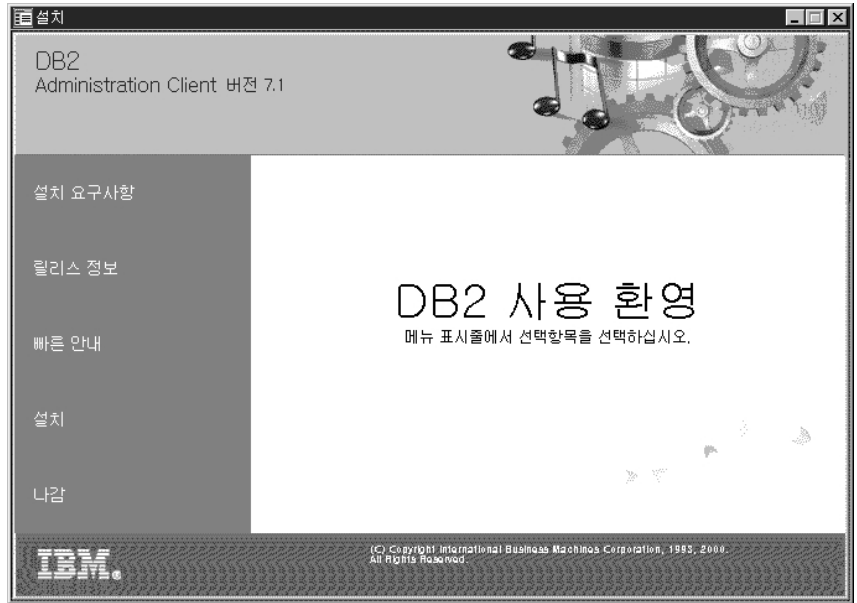 설치
DB2
Administration Client 버전 7.1
설치 요구사항
릴리스 정보
빠른 안내
설치
나감
DB2 사용 환영
메뉴 표시줄에서 선택항목을 선택하십시오.
IBM.
(C) Copyright International Business Machines Corporation, 1993, 2000.
All Rights Reserved.